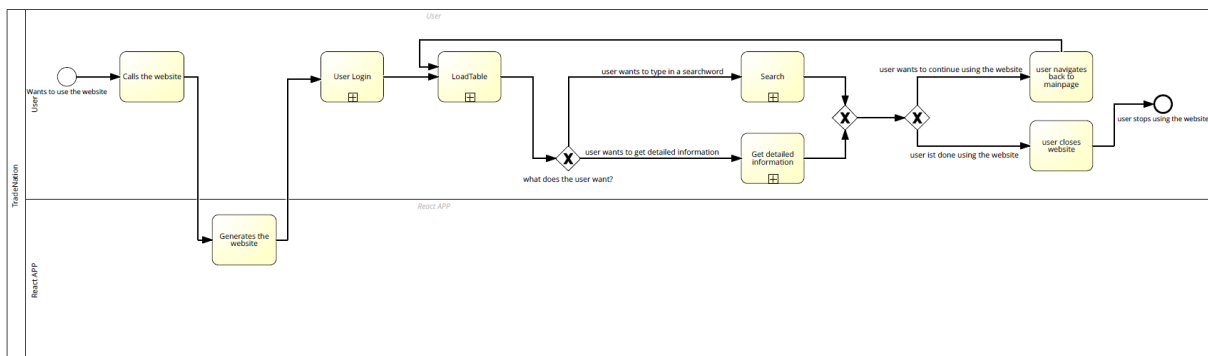 User
TradeNation
User
Wants to use the website
Calls the website
User Login
LoadTable
what does the user want?
user wants to type in a searchword
Search
user wants to get detailed information
Get detailed
information
user wants to continue using the website
user navigates
back to
mainpage
user ist done using the website
user closes
website
user stops using the website
React APP
React APP
Generates the
website